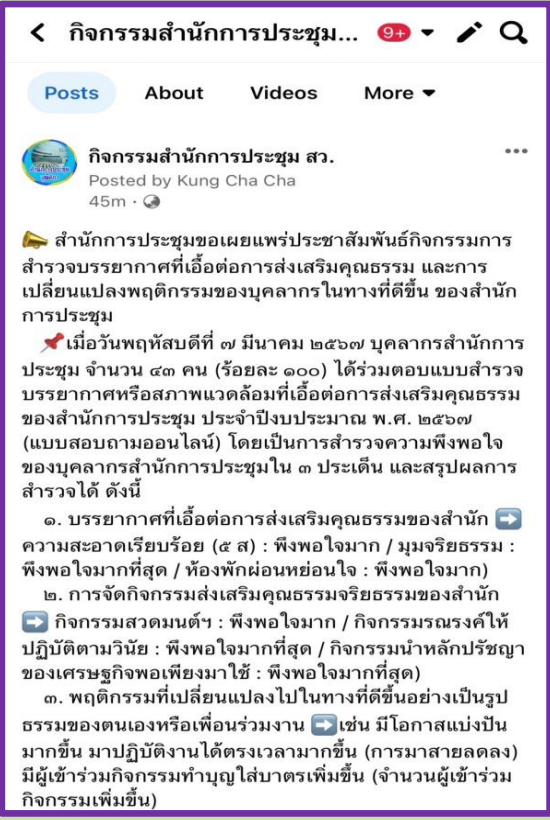 กิจกรรมสำนักการประชุม... 9+
Posts About Videos More
กิจกรรมสำนักการประชุม สว.
Posted by Kung Cha Cha
45m ·
สำนักการประชุมขอเผยแพร่ประชาสัมพันธ์กิจกรรมการ
สำรวจบรรยากาศที่เอื้อต่อการส่งเสริมคุณธรรม และการ
เปลี่ยนแปลงพฤติกรรมของบุคลากรในทางที่ดีขึ้น ของสำนัก
การประชุม
📌เมื่อวันพฤหัสบดีที่ ๗ มีนาคม ๒๕๖๗ บุคลากรสำนักการ
ประชุม จำนวน ๔๓ คน (ร้อยละ ๑๐๐) ได้ร่วมตอบแบบสำรวจ
บรรยากาศหรือสภาพแวดล้อมที่เอื้อต่อการส่งเสริมคุณธรรม
ของสำนักการประชุม ประจำปีงบประมาณ พ.ศ. ๒๕๖๗
(แบบสอบถามออนไลน์) โดยเป็นการสำรวจความพึงพอใจ
ของบุคลากรสำนักการประชุมใน ๓ ประเด็น และสรุปผลการ
สำรวจได้ ดังนี้
๑. บรรยากาศที่เอื้อต่อการส่งเสริมคุณธรรมของสำนัก ➡️
ความสะอาดเรียบร้อย (๕ ส) : พึงพอใจมาก / มุมจริยธรรม :
พึงพอใจมากที่สุด / ห้องพักผ่อนหย่อนใจ : พึงพอใจมาก)
๒. การจัดกิจกรรมส่งเสริมคุณธรรมจริยธรรมของสำนัก
➡️ กิจกรรมสวดมนต์ฯ : พึงพอใจมาก / กิจกรรมรณรงค์ให้
ปฏิบัติตามวินัย : พึงพอใจมากที่สุด / กิจกรรมนำหลักปรัชญา
ของเศรษฐกิจพอเพียงมาใช้ : พึงพอใจมากที่สุด)
๓. พฤติกรรมที่เปลี่ยนแปลงไปในทางที่ดีขึ้นอย่างเป็นรูป
ธรรมของตนเองหรือเพื่อนร่วมงาน ➡️เช่น มีโอกาสแบ่งปัน
มากขึ้น มาปฏิบัติงานได้ตรงเวลามากขึ้น (การมาสายลดลง)
มีผู้เข้าร่วมกิจกรรมทำบุญใส่บาตรเพิ่มขึ้น (จำนวนผู้เข้าร่วม
กิจกรรมเพิ่มขึ้น)